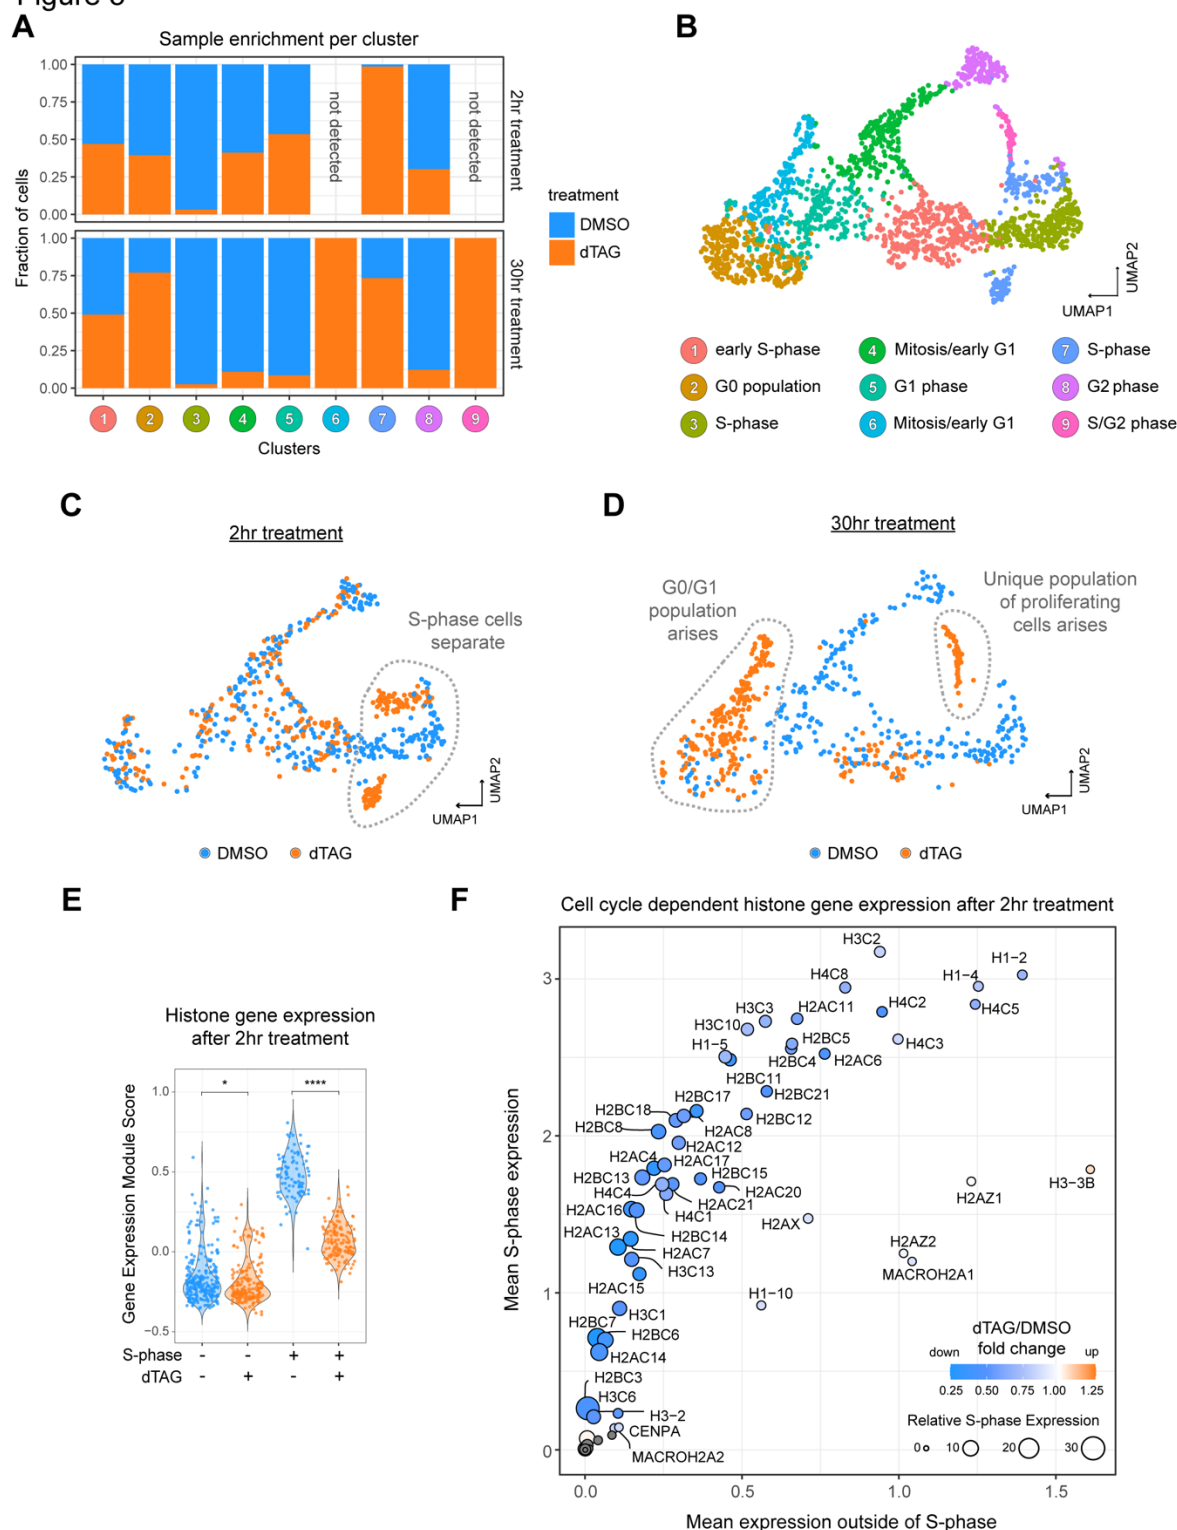 A
Sample enrichment per cluster
Fraction of cells
1.00
0.75
0.50
0.25
0.00
not detected
not detected
2hr treatment
1.00
0.75
0.50
0.25
0.00
30hr treatment
1 2 3 4 5 6 7 8 9
Clusters
treatment
DMSO
dTAG
B
UMAP2
UMAP1
1 early S-phase
4 Mitosis/early G1
7 S-phase
2 G0 population
5 G1 phase
8 G2 phase
3 S-phase
6 Mitosis/early G1
9 S/G2 phase
C
2hr treatment
S-phase cells
separate
UMAP2
UMAP1
DMSO dTAG
D
30hr treatment
G0/G1
population
arises
Unique population
of proliferating
cells arises
UMAP2
UMAP1
DMSO dTAG
E
Histone gene expression
after 2hr treatment
Gene Expression Module Score
1.0
0.5
0.0
−0.5
*
****
S-phase - - + +
dTAG - + - +
F
Cell cycle dependent histone gene expression after 2hr treatment
Mean S-phase expression
3
2
1
0
H3C2
H1−2
H4C8
H1−4
H3C3
H2AC11
H4C2
H4C5
H3C10
H2BC5
H4C3
H1−5
H2BC4
H2AC6
H2BC11
H2BC21
H2BC17
H2BC18
H2BC12
H2BC8
H2AC8
H2AC12
H2AC4
H2AC17
H2BC13
H2BC15
H4C4
H2AC20
H2AC21
H2AC16
H4C1
H2AX
H2AZ1
H3−3B
H2AC13
H2BC14
H2AC7
H2AZ2
H3C13
MACROH2A1
H2AC15
H1−10
H3C1
H2BC7
H2BC6
H2AC14
H2BC3
H3C6
H3−2
CENPA
MACROH2A2
dTAG/DMSO
fold change
down up
0.25 0.50 0.75 1.00 1.25
Relative S-phase Expression
0 10 20 30
0.0 0.5 1.0 1.5
Mean expression outside of S-phase